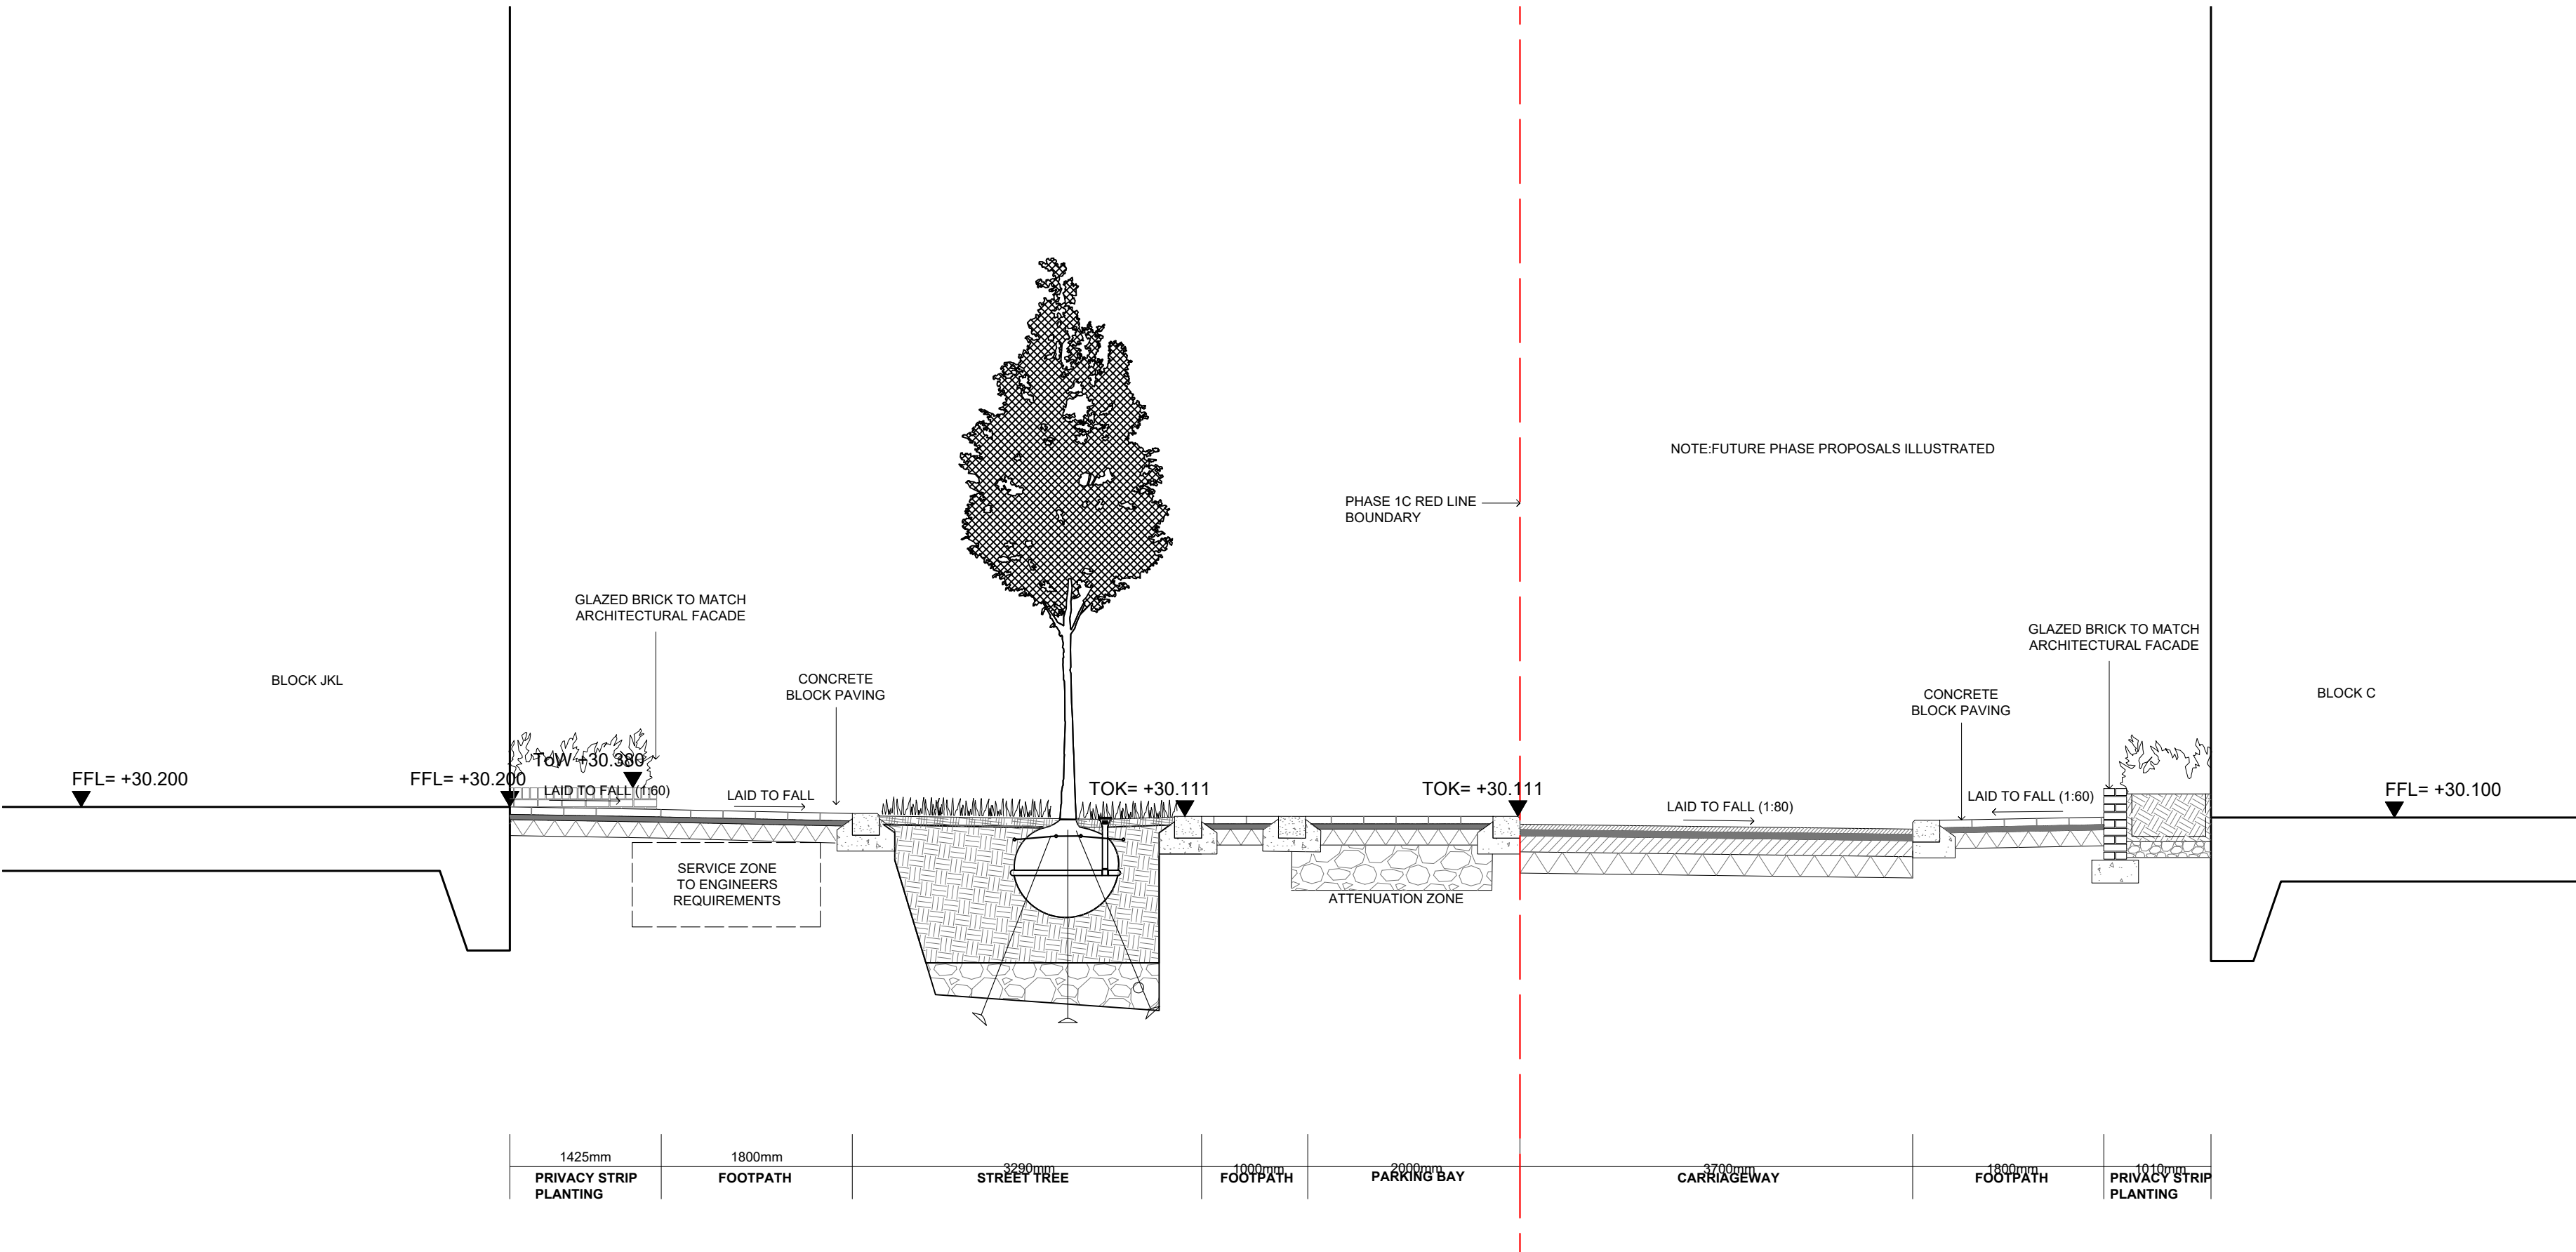 NOTE:FUTURE PHASE PROPOSALS ILLUSTRATED
PHASE 1C RED LINE
BOUNDARY
GLAZED BRICK TO MATCH
ARCHITECTURAL FACADE
GLAZED BRICK TO MATCH
ARCHITECTURAL FACADE
BLOCK JKL
CONCRETE
BLOCK PAVING
CONCRETE
BLOCK PAVING
BLOCK C
ToW +30.380
FFL= +30.200
FFL= +30.200
LAID TO FALL (1:60)
LAID TO FALL
TOK= +30.111
TOK= +30.111
LAID TO FALL (1:80)
LAID TO FALL (1:60)
FFL= +30.100
SERVICE ZONE
TO ENGINEERS
REQUIREMENTS
ATTENUATION ZONE
1425mm
PRIVACY STRIP
PLANTING
1800mm
FOOTPATH
3290mm
STREET TREE
1000mm
FOOTPATH
2000mm
PARKING BAY
3700mm
CARRIAGEWAY
1800mm
FOOTPATH
1010mm
PRIVACY STRIP
PLANTING